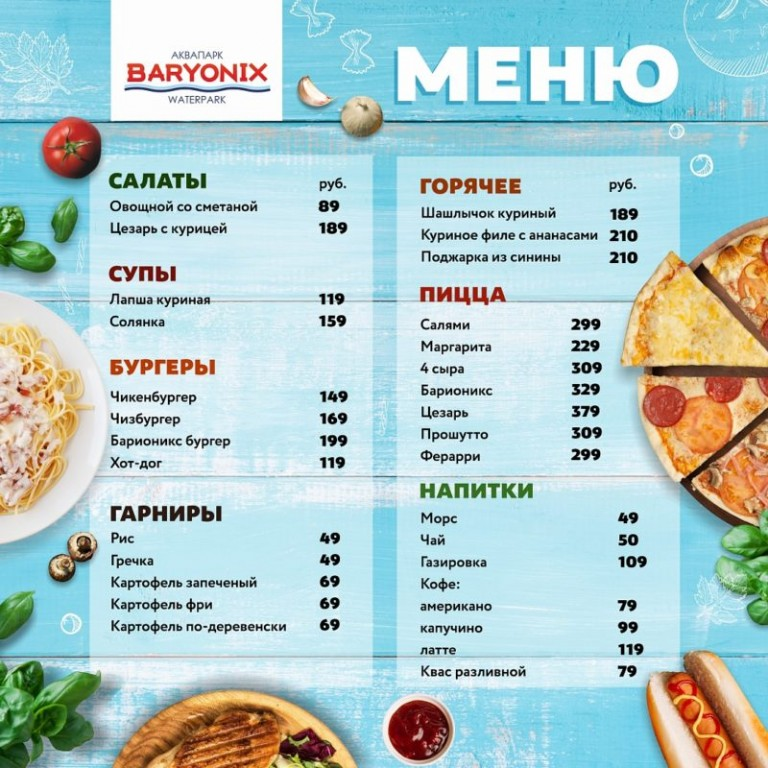 АКВАПАРК
BARYONIX
WATERPARK
МЕНЮ
САЛАТЫ руб.
Овощной со сметаной 89
Цезарь с курицей 189
СУПЫ
Лапша куриная 119
Солянка 159
БУРГЕРЫ
Чикенбургер 149
Чизбургер 169
Барионикс бургер 199
Хот-дог 119
ГАРНИРЫ
Рис 49
Гречка 49
Картофель запеченый 69
Картофель фри 69
Картофель по-деревенски 69
ГОРЯЧЕЕ руб.
Шашлычок куриный 189
Куриное филе с ананасами 210
Поджарка из синины 210
ПИЦЦА
Салями 299
Маргарита 229
4 сыра 309
Барионикс 329
Цезарь 379
Прошутто 309
Ферарри 299
НАПИТКИ
Морс 49
Чай 50
Газировка 109
Кофе:
американо 79
капучино 99
латте 119
Квас разливной 79